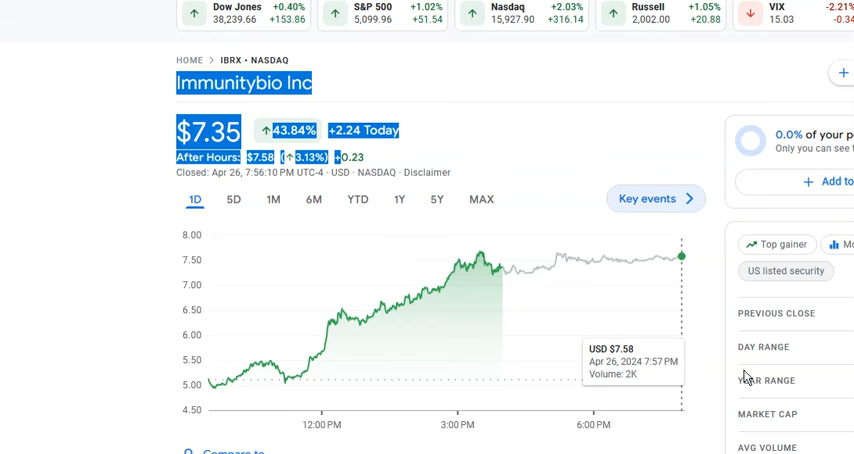 Dow Jones +0.40%
38,239.66 +153.86
S&P 500 +1.02%
5,099.96 +51.54
Nasdaq +2.03%
15,927.90 +316.14
Russell +1.05%
2,002.00 +20.88
VIX -2.21%
15.03 -0.34
HOME > IBRX • NASDAQ
Immunitybio Inc
$7.35 ↑43.84% +2.24 Today
After Hours: $7.58 (↑3.13%) +0.23
Closed: Apr 26, 7:56:10 PM UTC-4 · USD · NASDAQ · Disclaimer
1D 5D 1M 6M YTD 1Y 5Y MAX
Key events
8.00
7.50
7.00
6.50
6.00
5.50
5.00
4.50
12:00 PM 3:00 PM 6:00 PM
USD $7.58
Apr 26, 2024 7:57 PM
Volume: 2K
Compare to
0.0% of your
Only you can see
+ Add to
Top gainer
US listed security
PREVIOUS CLOSE
DAY RANGE
YEAR RANGE
MARKET CAP
AVG VOLUME